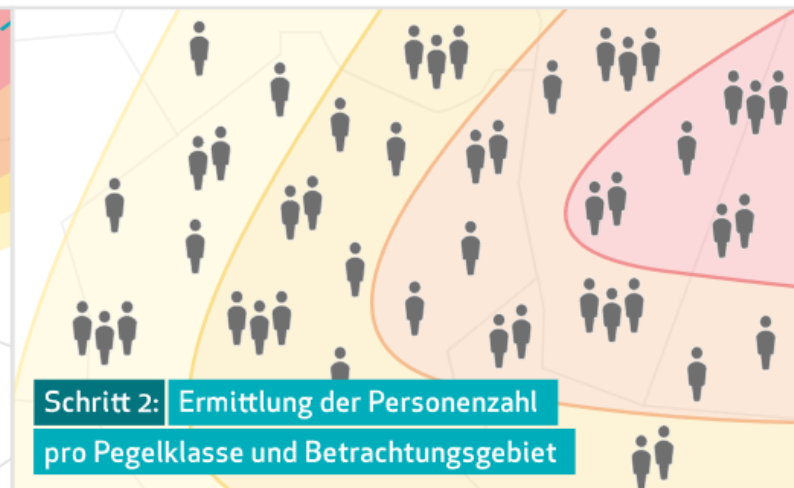 Schritt 2: Ermittlung der Personenzahl
pro Pegelklasse und Betrachtungsgebiet